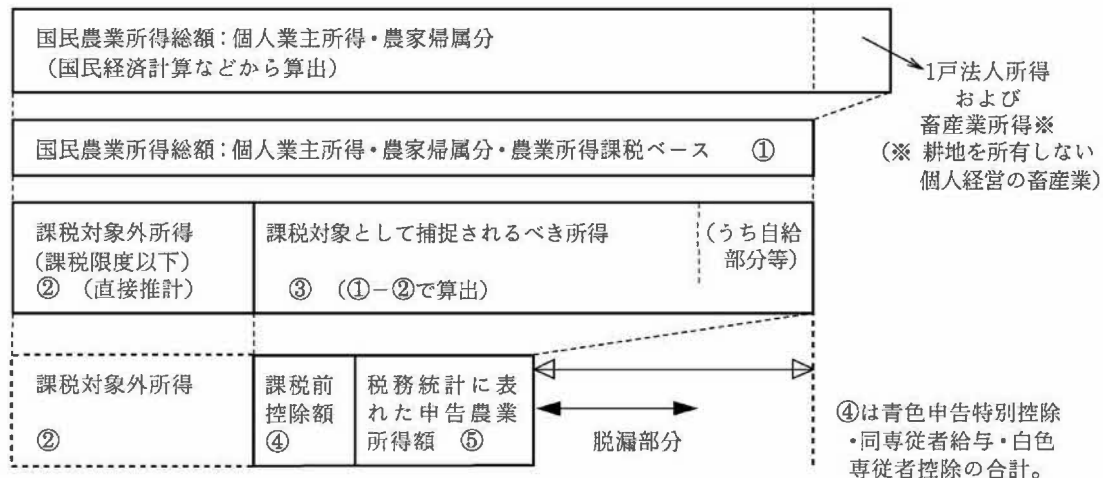 国民農業所得総額：個人業主所得・農家帰属分
（国民経済計算などから算出）
1戸法人所得
および
畜産業所得※
（※ 耕地を所有しない
個人経営の畜産業）
国民農業所得総額：個人業主所得・農家帰属分・農業所得課税ベース ①
課税対象外所得
（課税限度以下）
② （直接推計）
課税対象として捕捉されるべき所得
③ （①－②で算出）
（うち自給
部分等）
課税対象外所得
②
課税前
控除額
④
税務統計に表
れた申告農業
所得額 ⑤
脱漏部分
④は青色申告特別控除
・同専従者給与・白色
専従者控除の合計。